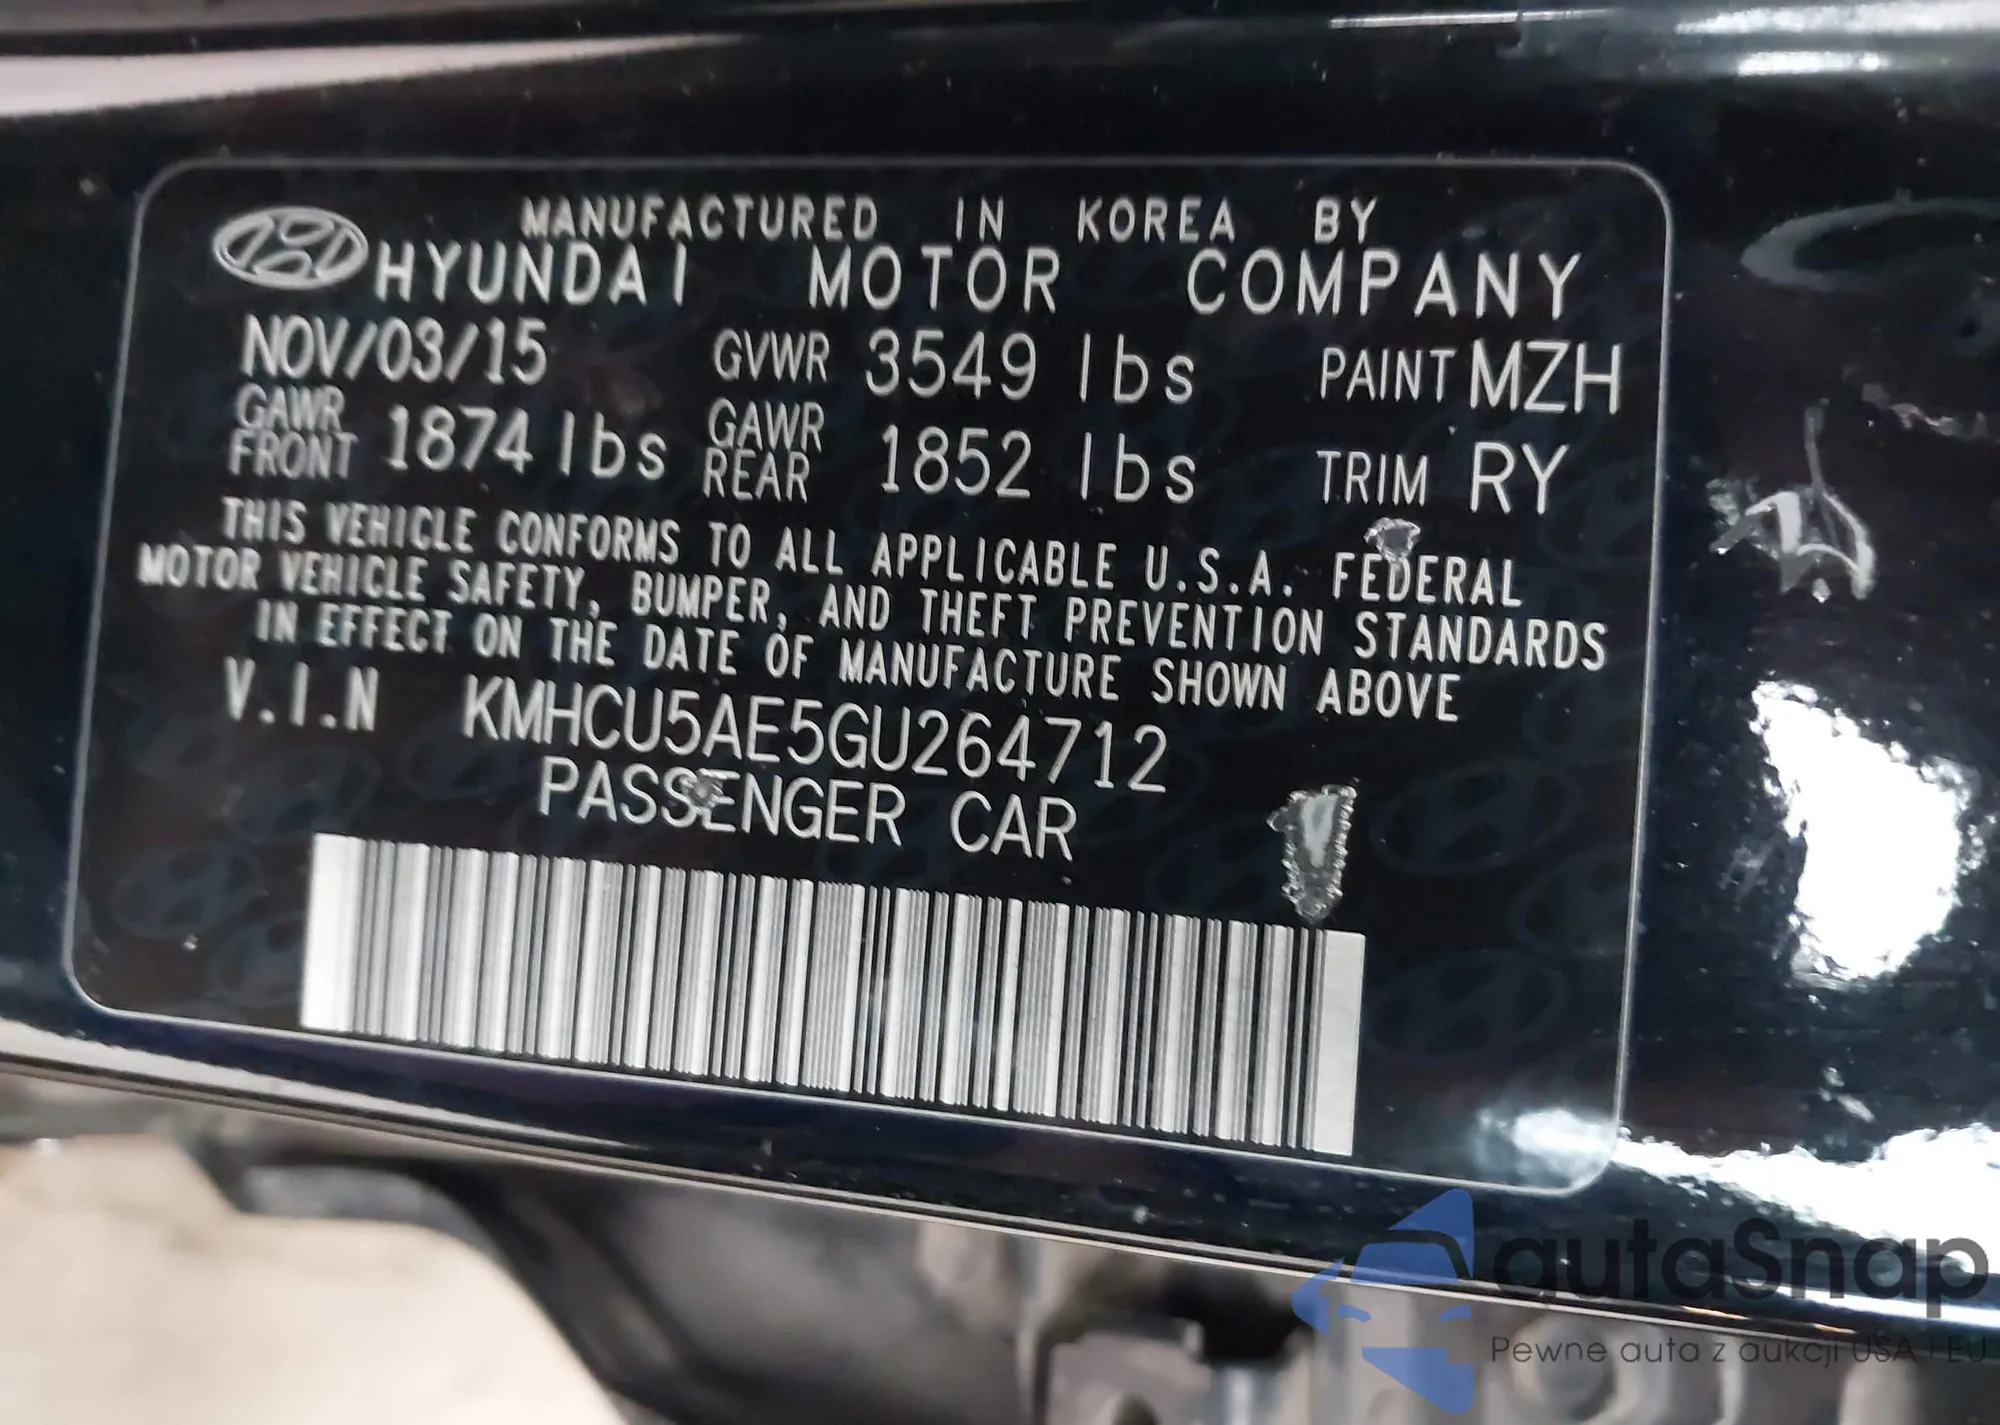 MANUFACTURED IN KOREA BY
HYUNDAI MOTOR COMPANY
NOV/03/15 GVWR 3549 lbs PAINT MZH
GAWR FRONT 1874 lbs GAWR REAR 1852 lbs TRIM RY
THIS VEHICLE CONFORMS TO ALL APPLICABLE U.S.A. FEDERAL
MOTOR VEHICLE SAFETY, BUMPER, AND THEFT PREVENTION STANDARDS
IN EFFECT ON THE DATE OF MANUFACTURE SHOWN ABOVE
V.I.N KMHCU5AE5GU264712
PASSENGER CAR
autaSnap
Pewne auta z aukcji USA i EU